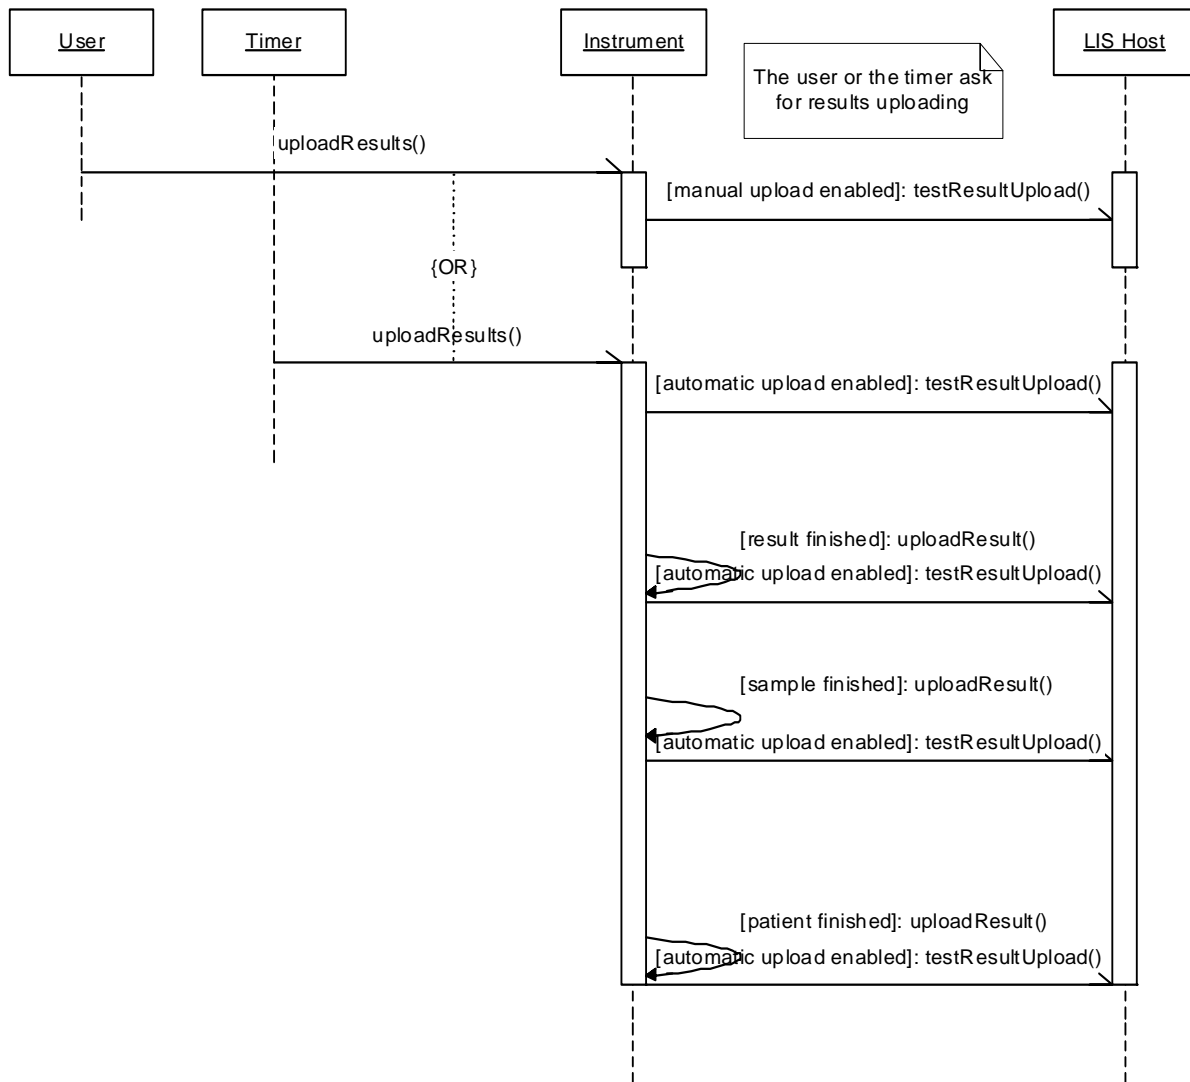 User
Timer
Instrument
LIS Host
The user or the timer ask
for results uploading
uploadResults()
[manual upload enabled]: testResultUpload()
{OR}
uploadResults()
[automatic upload enabled]: testResultUpload()
[result finished]: uploadResult()
[automatic upload enabled]: testResultUpload()
[sample finished]: uploadResult()
[automatic upload enabled]: testResultUpload()
[patient finished]: uploadResult()
[automatic upload enabled]: testResultUpload()